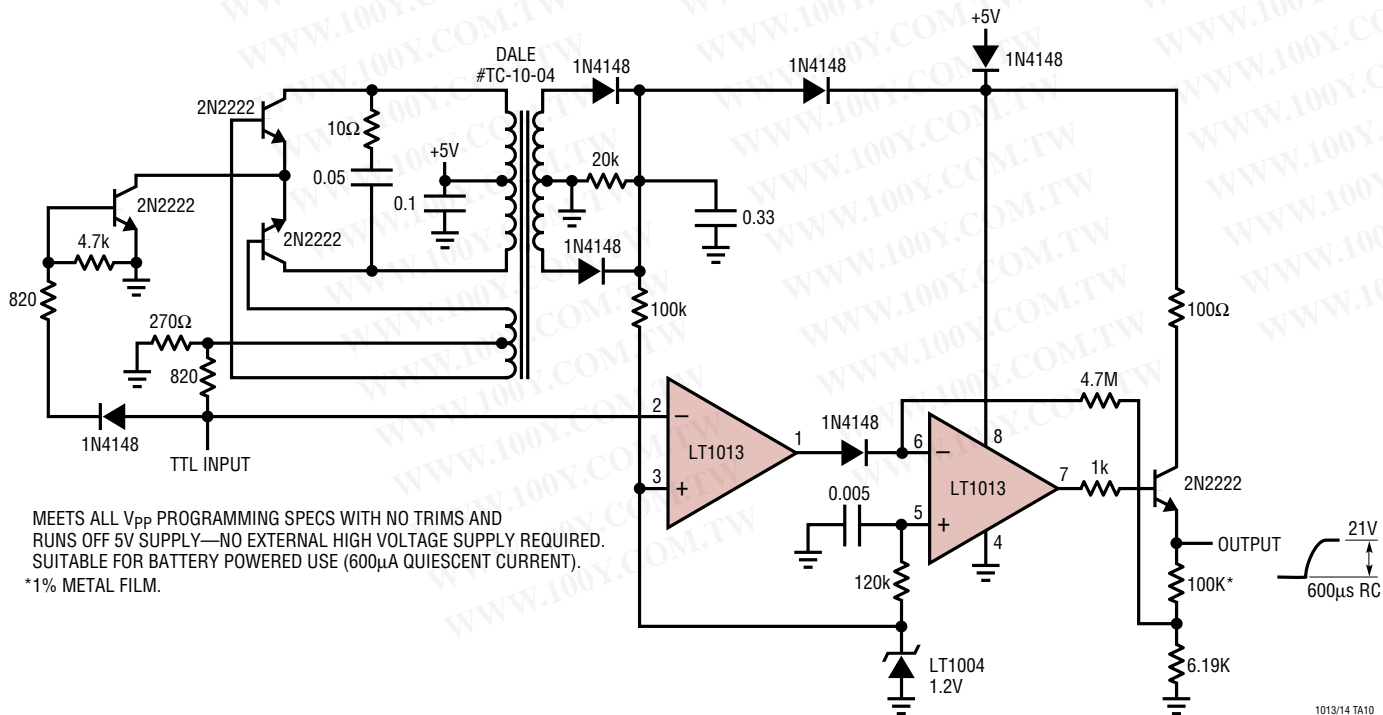 +5V
DALE
#TC-10-04
1N4148
1N4148
1N4148
2N2222
10Ω
+5V
20k
0.05
0.1
2N2222
2N2222
0.33
4.7k
1N4148
820
270Ω
100k
100Ω
820
4.7M
2
1N4148
6
8
1N4148
LT1013
1
7
1k
TTL INPUT
3
0.005
LT1013
2N2222
5
4
OUTPUT
21V
MEETS ALL VPP PROGRAMMING SPECS WITH NO TRIMS AND
RUNS OFF 5V SUPPLY—NO EXTERNAL HIGH VOLTAGE SUPPLY REQUIRED.
SUITABLE FOR BATTERY POWERED USE (600µA QUIESCENT CURRENT).
*1% METAL FILM.
120k
100K*
600µs RC
LT1004
1.2V
6.19K
1013/14 TA10
WWW.100Y.COM.TW